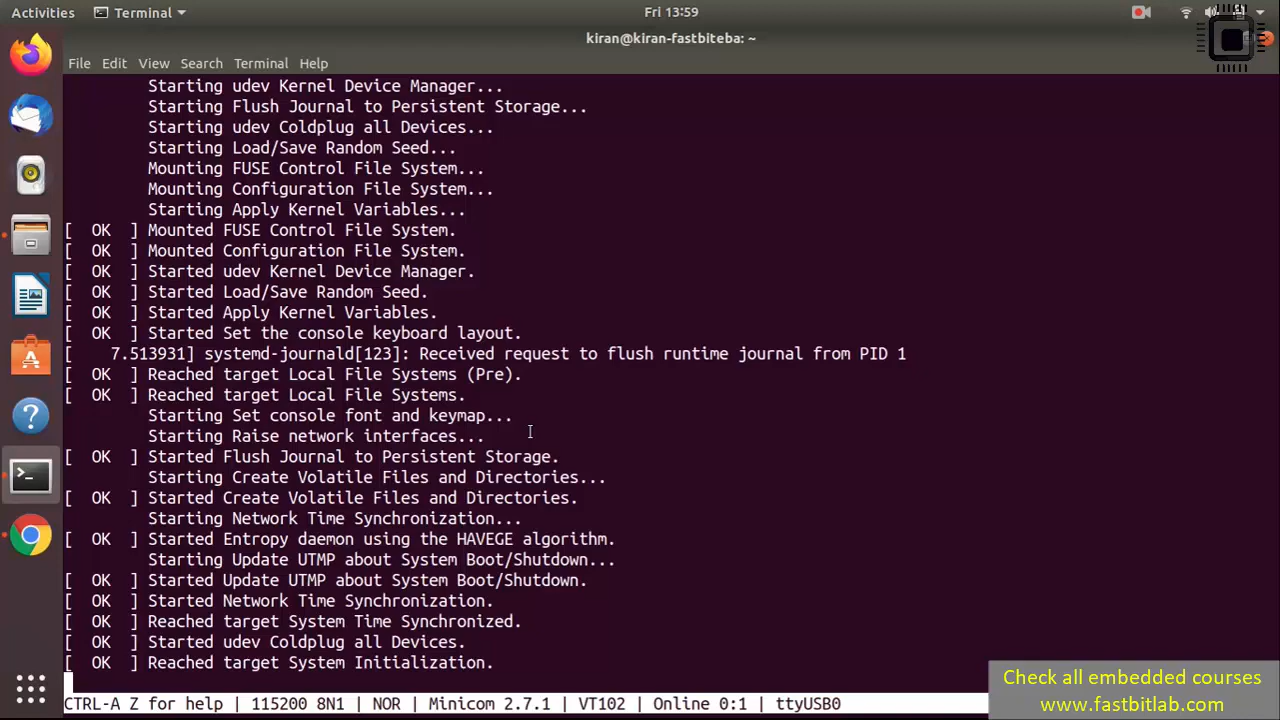 Activities Terminal Fri 13:59
kiran@kiran-fastbiteba: ~
File Edit View Search Terminal Help
Starting udev Kernel Device Manager...
Starting Flush Journal to Persistent Storage...
Starting udev Coldplug all Devices...
Starting Load/Save Random Seed...
Mounting FUSE Control File System...
Mounting Configuration File System...
Starting Apply Kernel Variables...
[  OK  ] Mounted FUSE Control File System.
[  OK  ] Mounted Configuration File System.
[  OK  ] Started udev Kernel Device Manager.
[  OK  ] Started Load/Save Random Seed.
[  OK  ] Started Apply Kernel Variables.
[  OK  ] Started Set the console keyboard layout.
[    7.513931] systemd-journald[123]: Received request to flush runtime journal from PID 1
[  OK  ] Reached target Local File Systems (Pre).
[  OK  ] Reached target Local File Systems.
Starting Set console font and keymap...
Starting Raise network interfaces...
[  OK  ] Started Flush Journal to Persistent Storage.
Starting Create Volatile Files and Directories...
[  OK  ] Started Create Volatile Files and Directories.
Starting Network Time Synchronization...
[  OK  ] Started Entropy daemon using the HAVEGE algorithm.
Starting Update UTMP about System Boot/Shutdown...
[  OK  ] Started Update UTMP about System Boot/Shutdown.
[  OK  ] Started Network Time Synchronization.
[  OK  ] Reached target System Time Synchronized.
[  OK  ] Started udev Coldplug all Devices.
[  OK  ] Reached target System Initialization.
CTRL-A Z for help | 115200 8N1 | NOR | Minicom 2.7.1 | VT102 | Online 0:1 | ttyUSB0
Check all embedded courses
www.fastbitlab.com